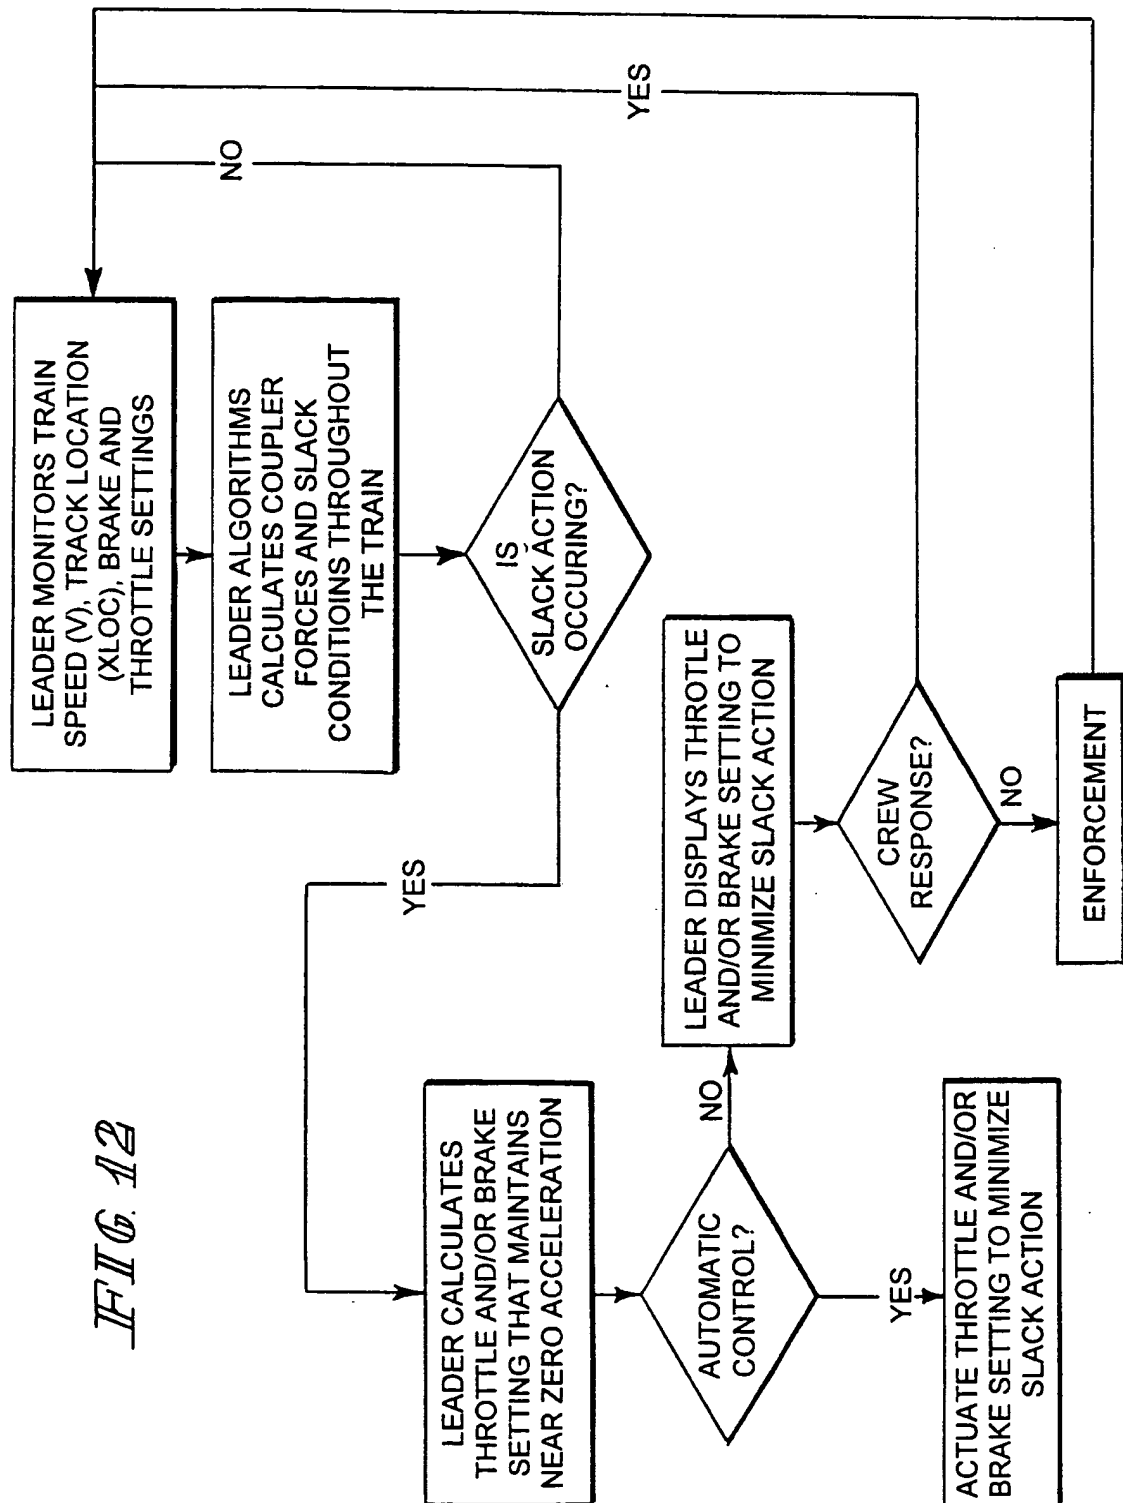 FIG. 12
LEADER MONITORS TRAIN
SPEED (V), TRACK LOCATION
(XLOC), BRAKE AND
THROTTLE SETTINGS
LEADER ALGORITHMS
CALCULATES COUPLER
FORCES AND SLACK
CONDITIOINS THROUGHOUT
THE TRAIN
IS
SLACK ACTION
OCCURING?
NO
YES
LEADER CALCULATES
THROTTLE AND/OR BRAKE
SETTING THAT MAINTAINS
NEAR ZERO ACCELERATION
AUTOMATIC
CONTROL?
NO
YES
ACTUATE THROTTLE AND/OR
BRAKE SETTING TO MINIMIZE
SLACK ACTION
LEADER DISPLAYS THROTLE
AND/OR BRAKE SETTING TO
MINIMIZE SLACK ACTION
CREW
RESPONSE?
YES
NO
ENFORCEMENT